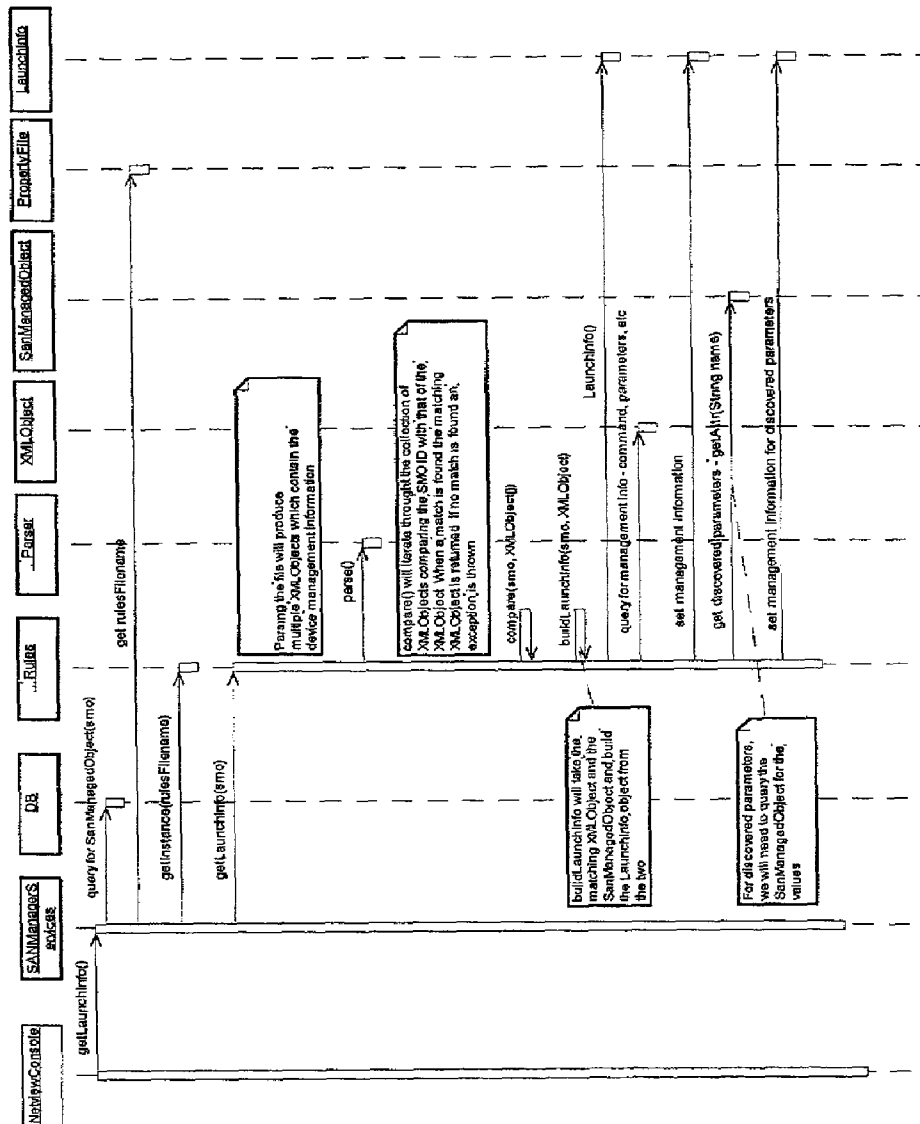 NetviewConsole
SANManagerS
ervices
DB
...Rules
...Parser
XMLObject
SanManagedObject
PropertyFile
LaunchInfo
getLaunchInfo()
query for SanManagedObject(smo)
get rulesFilename
getInstance(rulesFilename)
getLaunchInfo(smo)
Parsing the file will produce
multiple XMLObjects which contain the
device management information
parse()
compare() will iterate throught the collection of
XMLObjects comparing the SMO ID with that of the
XMLObject When a match is found the matching
XMLObject is returned If no match is found an
exception is thrown
compare(smo, XMLObject[])
buildLaunchInfo(smo, XMLObject)
buildLaunchInfo will take the
matching XMLObject and the
SanManagedObject and build
the LaunchInfo object from
the two
LaunchInfo()
query for management info - command, parameters, etc
set management information
get discovered parameters - getAttr(String name)
For discovered parameters,
we will need to query the
SanManagedObject for the
values
set management information for discovered parameters